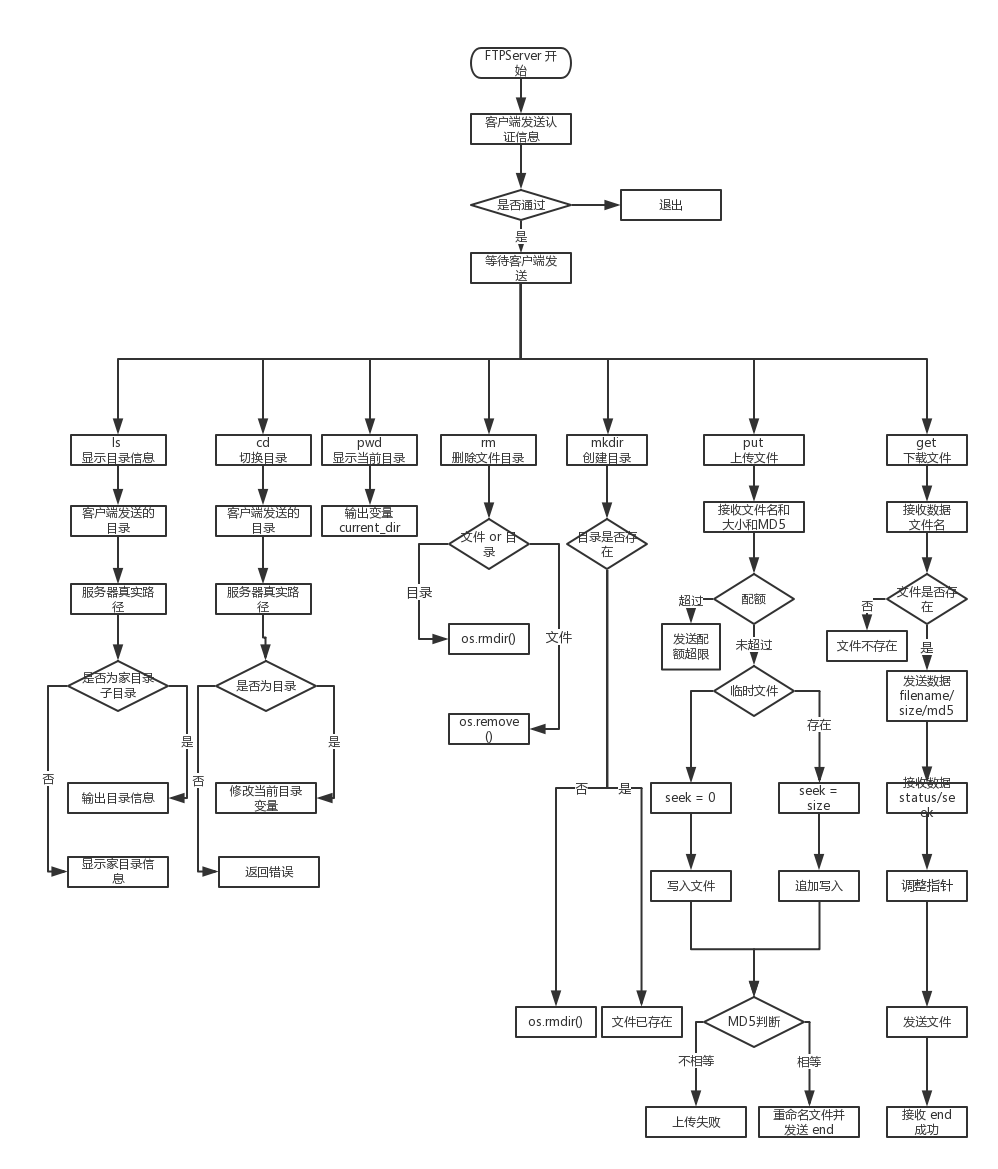 FTPServer 开
始
客户端发送认
证信息
是否通过
退出
是
等待客户端发
送
ls
显示目录信息
cd
切换目录
pwd
显示当前目录
rm
删除文件目录
mkdir
创建目录
put
上传文件
get
下载文件
客户端发送的
目录
客户端发送的
目录
输出变量
current_dir
文件 or 目
录
目录是否存
在
接收文件名和
大小和MD5
接收数据
文件名
服务器真实路
径
服务器真实路
径
目录
os.rmdir()
文件
os.remove
()
配额
超过
发送配
额超限
未超过
文件是否存
在
否
文件不存在
是
是否为家目录
子目录
是否为目录
临时文件
存在
发送数据
filename/
size/md5
否
是
否
是
输出目录信息
修改当前目录
变量
否
是
seek = 0
seek =
size
接收数据
status/se
ek
显示家目录信
息
返回错误
写入文件
追加写入
调整指针
os.rmdir()
文件已存在
MD5判断
发送文件
不相等
相等
上传失败
重命名文件并
发送 end
接收 end
成功